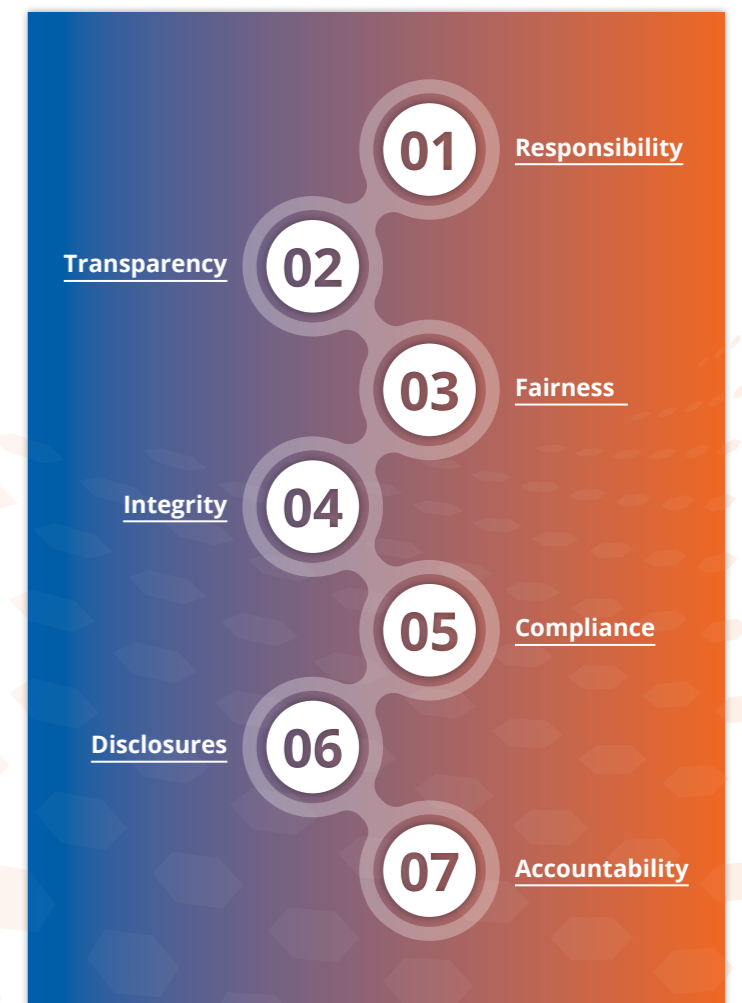 01
Responsibility
02
Transparency
03
Fairness
04
Integrity
05
Compliance
06
Disclosures
07
Accountability